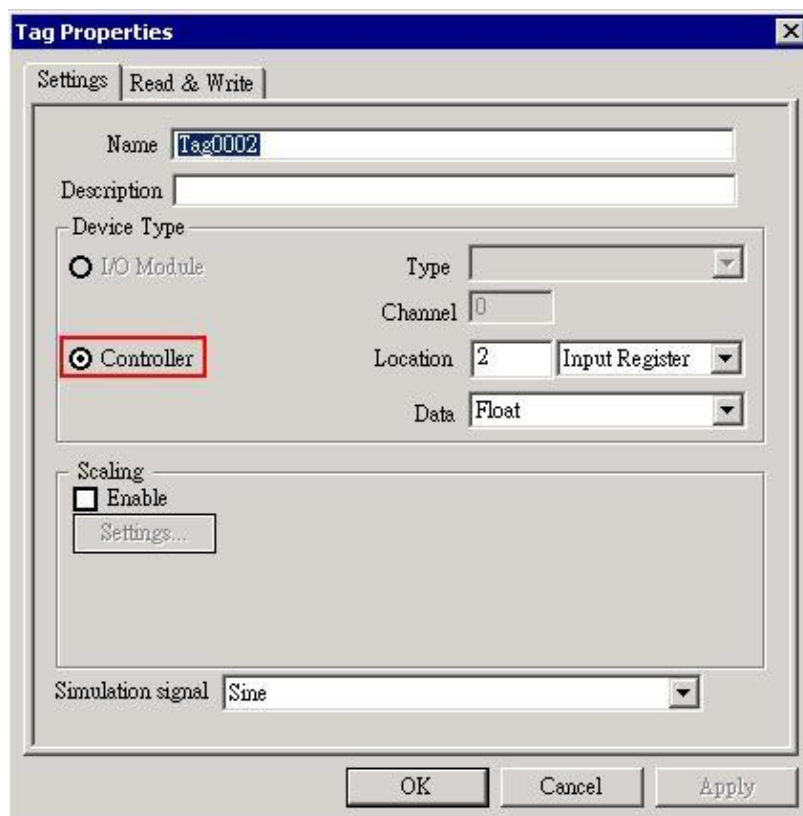 Tag Properties
Settings Read & Write
Name Tag0002
Description
Device Type
I/O Module Type
Channel 0
Controller Location 2 Input Register
Data Float
Scaling
Enable
Settings...
Simulation signal Sine
OK Cancel Apply